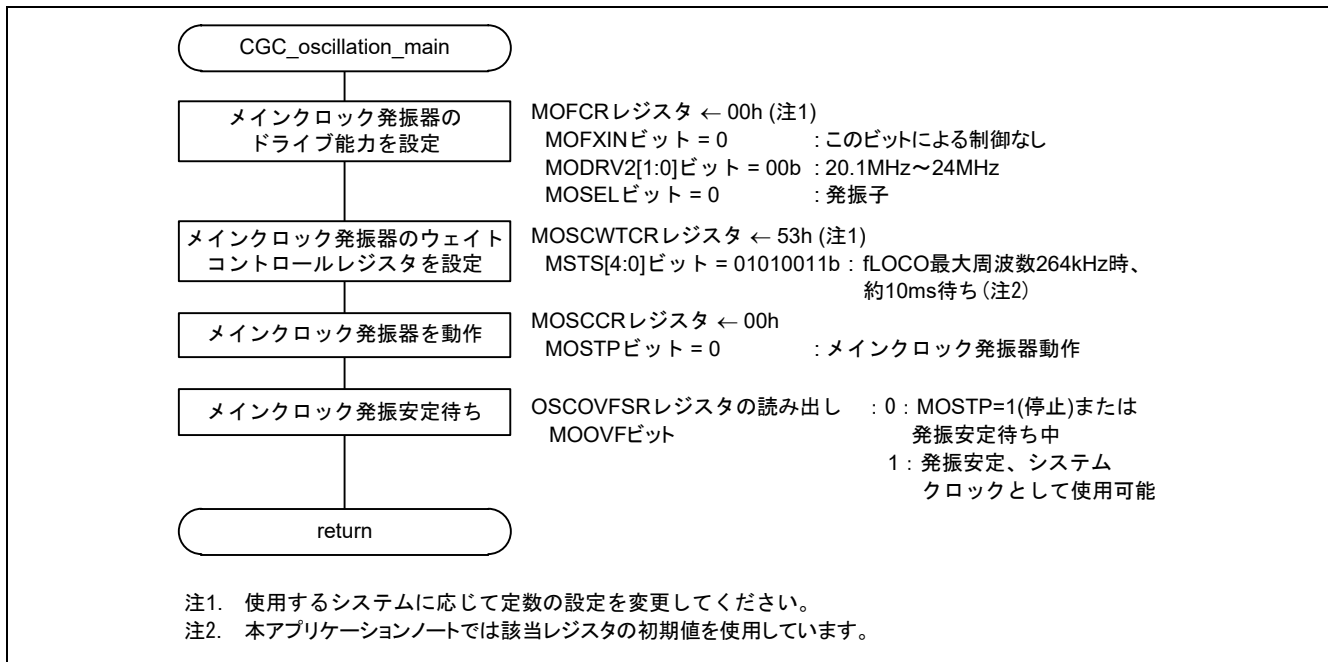 CGC_oscillation_main
メインクロック発振器の
ドライブ能力を設定
MOFCRレジスタ ← 00h (注1)
MOFXINビット = 0 : このビットによる制御なし
MODRV2[1:0]ビット = 00b : 20.1MHz～24MHz
MOSELビット = 0 : 発振子
メインクロック発振器のウェイト
コントロールレジスタを設定
MOSCWTCRレジスタ ← 53h (注1)
MSTS[4:0]ビット = 01010011b : fLOCO最大周波数264kHz時、
約10ms待ち (注2)
メインクロック発振器を動作
MOSCCRレジスタ ← 00h
MOSTPビット = 0 : メインクロック発振器動作
メインクロック発振安定待ち
OSCOVFSRレジスタの読み出し : 0 : MOSTP=1(停止)または
MOOVFビット 発振安定待ち中
1 : 発振安定、システム
クロックとして使用可能
return
注1. 使用するシステムに応じて定数の設定を変更してください。
注2. 本アプリケーションノートでは該当レジスタの初期値を使用しています。